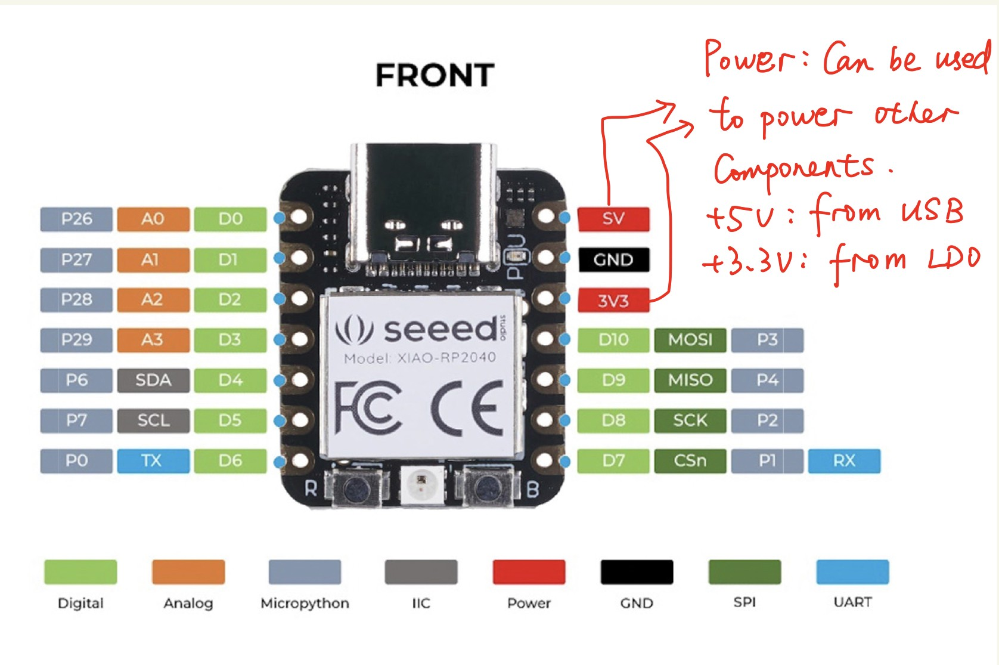 FRONT
Power: Can be used
to power other
Components.
+5V: from USB
+3.3V: from LDO
P26 A0 D0 5V
P27 A1 D1 GND
P28 A2 D2 3V3
P29 A3 D3 D10 MOSI P3
P6 SDA D4 D9 MISO P4
P7 SCL D5 D8 SCK P2
P0 TX D6 D7 CSn P1 RX
seeed studio
Model: XIAO-RP2040
FC CE
R B
Digital Analog Micropython IIC Power GND SPI UART